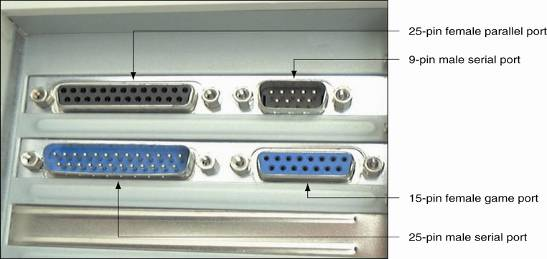 25-pin female parallel port
9-pin male serial port
15-pin female game port
25-pin male serial port